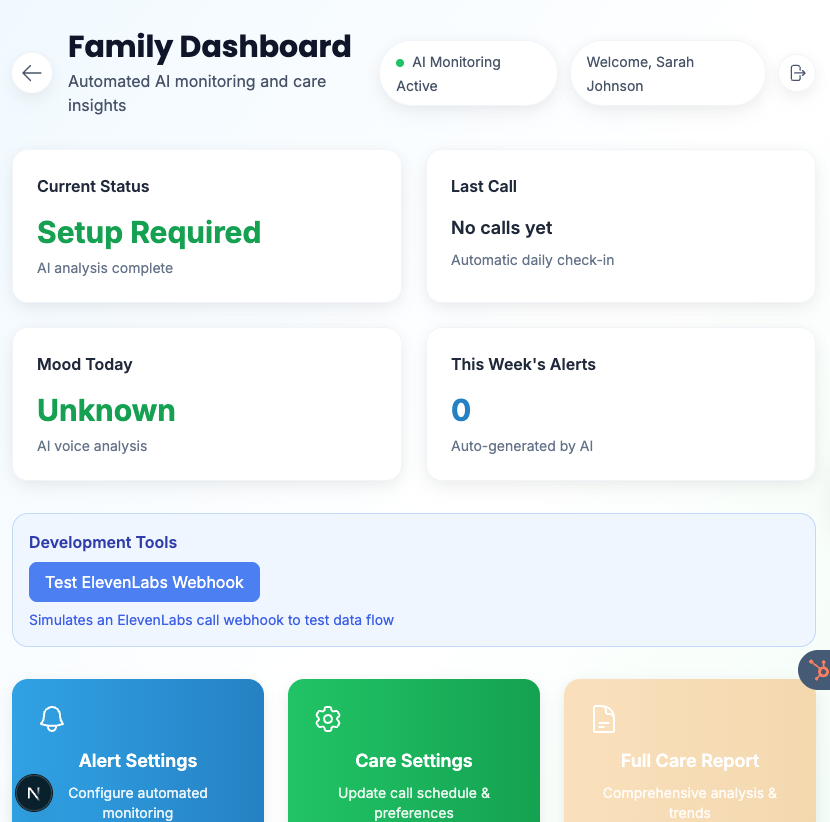 Family Dashboard
Automated AI monitoring and care
insights
AI Monitoring
Active
Welcome, Sarah
Johnson
Current Status
Setup Required
AI analysis complete
Last Call
No calls yet
Automatic daily check-in
Mood Today
Unknown
AI voice analysis
This Week's Alerts
0
Auto-generated by AI
Development Tools
Test ElevenLabs Webhook
Simulates an ElevenLabs call webhook to test data flow
Alert Settings
Configure automated
monitoring
Care Settings
Update call schedule &
preferences
Full Care Report
Comprehensive analysis &
trends
N